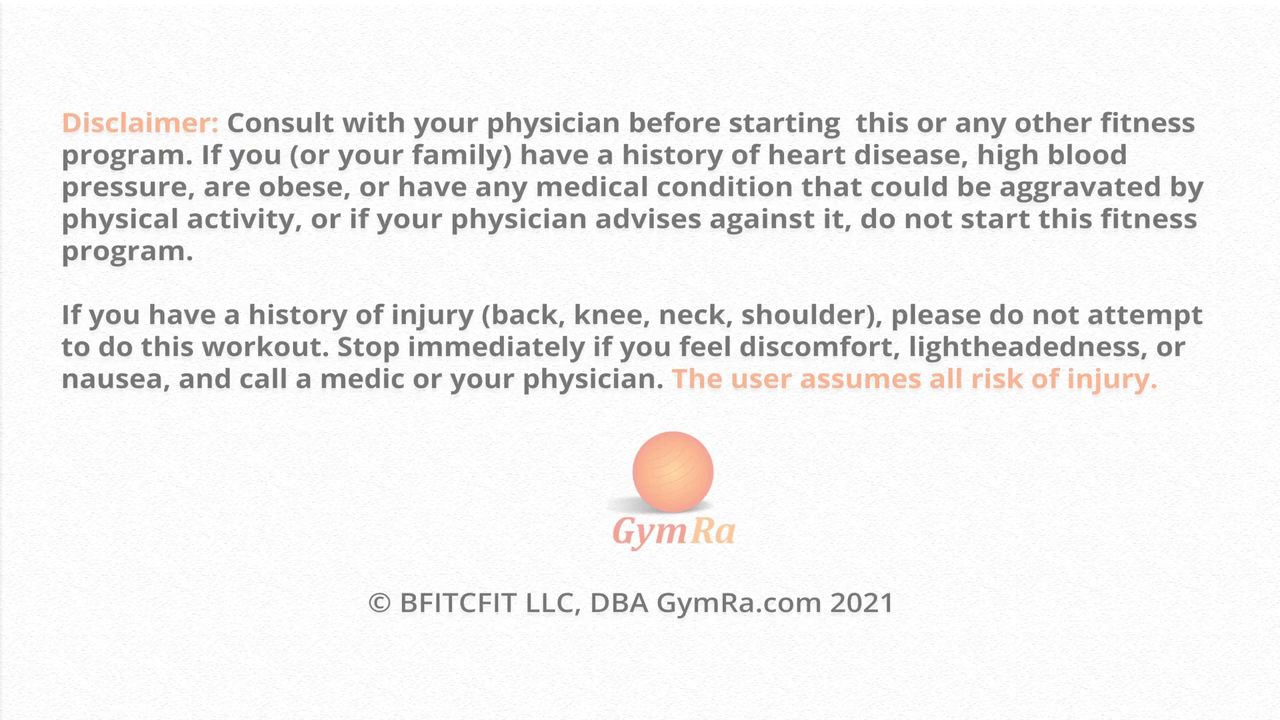 Disclaimer: Consult with your physician before starting  this or any other fitness
program. If you (or your family) have a history of heart disease, high blood
pressure, are obese, or have any medical condition that could be aggravated by
physical activity, or if your physician advises against it, do not start this fitness
program.
If you have a history of injury (back, knee, neck, shoulder), please do not attempt
to do this workout. Stop immediately if you feel discomfort, lightheadedness, or
nausea, and call a medic or your physician. The user assumes all risk of injury.
GymRa
© BFITCFIT LLC, DBA GymRa.com 2021